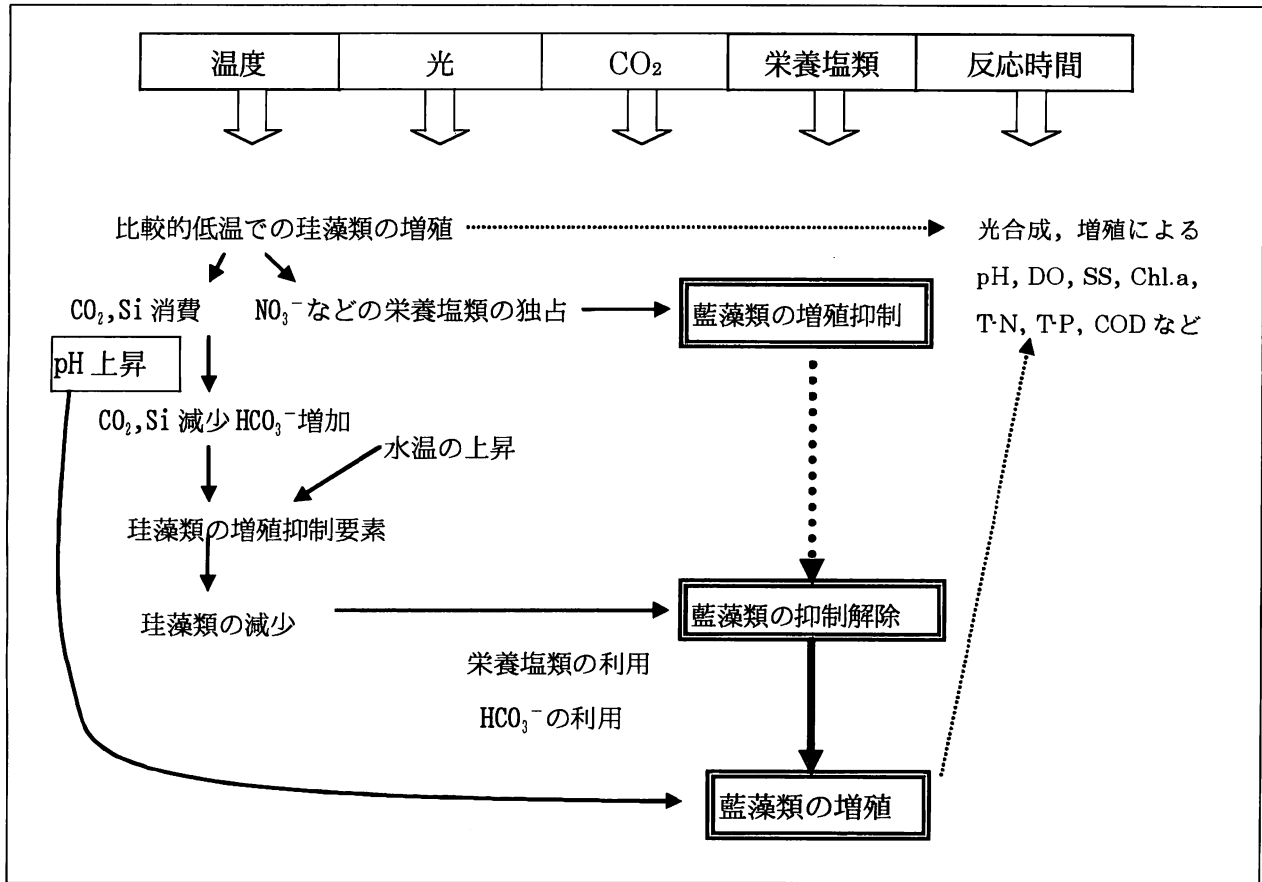 温度 光 CO₂ 栄養塩類 反応時間
比較的低温での珪藻類の増殖
光合成, 増殖による
pH, DO, SS, Chl.a,
T-N, T-P, CODなど
CO₂,Si 消費
NO₃⁻などの栄養塩類の独占
藍藻類の増殖抑制
pH 上昇
CO₂,Si 減少 HCO₃⁻増加
水温の上昇
珪藻類の増殖抑制要素
珪藻類の減少
藍藻類の抑制解除
栄養塩類の利用
HCO₃⁻の利用
藍藻類の増殖